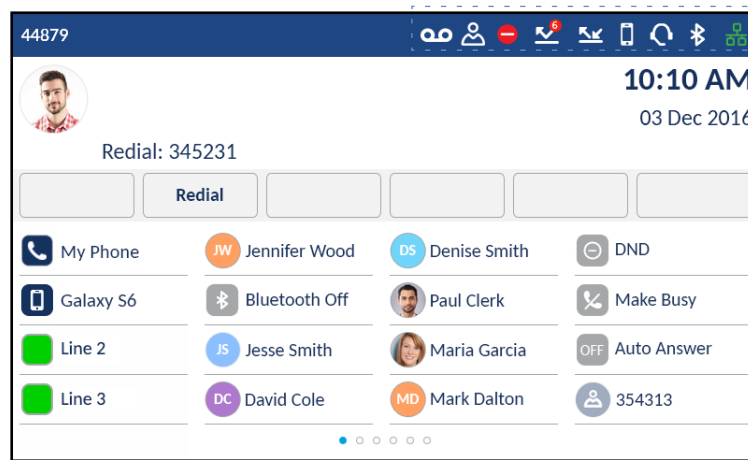 44879
6
10:10 AM
03 Dec 2016
Redial: 345231
Redial
My Phone
JW Jennifer Wood
DS Denise Smith
DND
Galaxy S6
Bluetooth Off
Paul Clerk
Make Busy
Line 2
JS Jesse Smith
Maria Garcia
OFF Auto Answer
Line 3
DC David Cole
MD Mark Dalton
354313